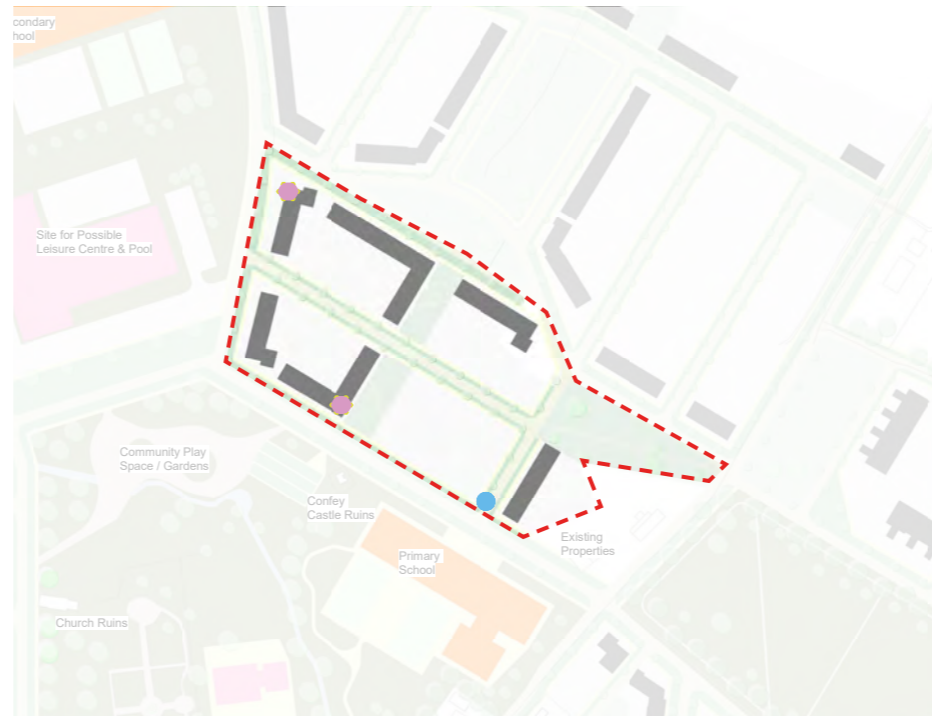 condary
hool
Site for Possible
Leisure Centre & Pool
Community Play
Space / Gardens
Confey
Castle Ruins
Primary
School
Existing
Properties
Church Ruins